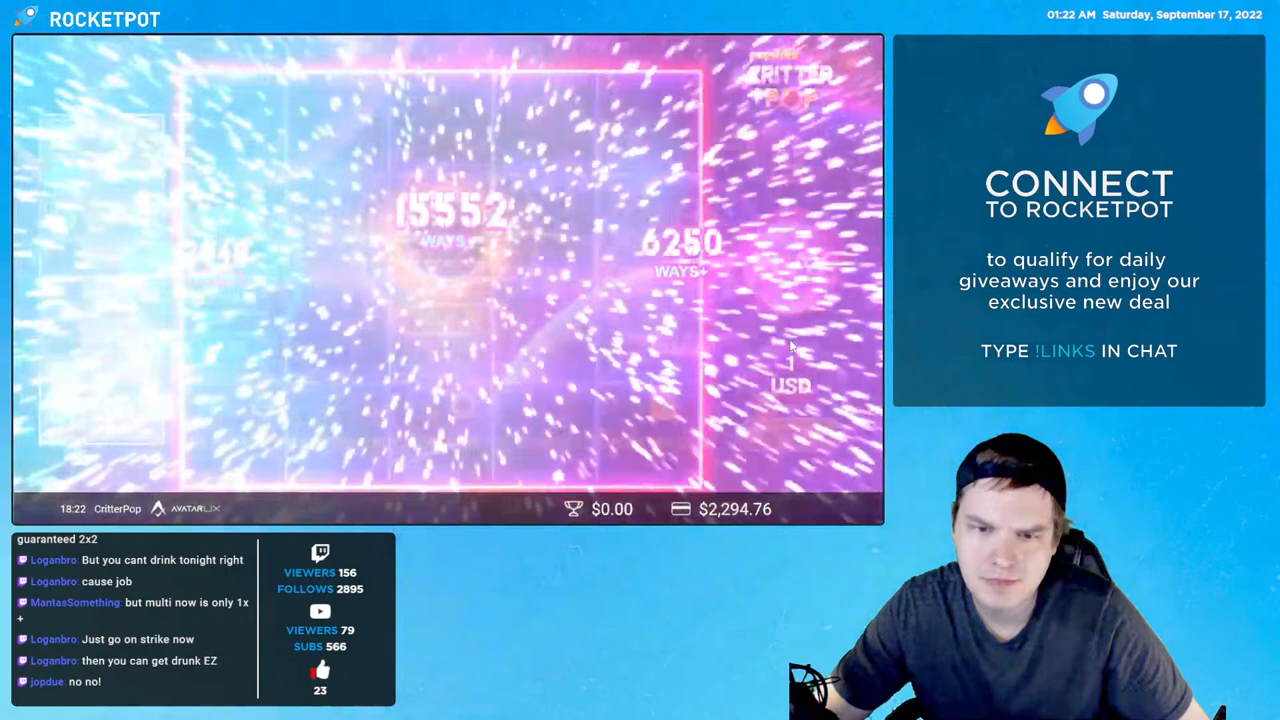 ROCKETPOT
01:22 AM Saturday, September 17, 2022
CRITTER
POP
15552
WAYS+
6250
WAYS+
1
USD
18:22 CritterPop AVATARUX $0.00 $2,294.76
CONNECT
TO ROCKETPOT
to qualify for daily
giveaways and enjoy our
exclusive new deal
TYPE !LINKS IN CHAT
guaranteed 2x2
Loganbro: But you cant drink tonight right
Loganbro: cause job
MantasSomething: but multi now is only 1x
+
Loganbro: Just go on strike now
Loganbro: then you can get drunk EZ
jopdue: no no!
VIEWERS 156
FOLLOWS 2895
VIEWERS 79
SUBS 566
23